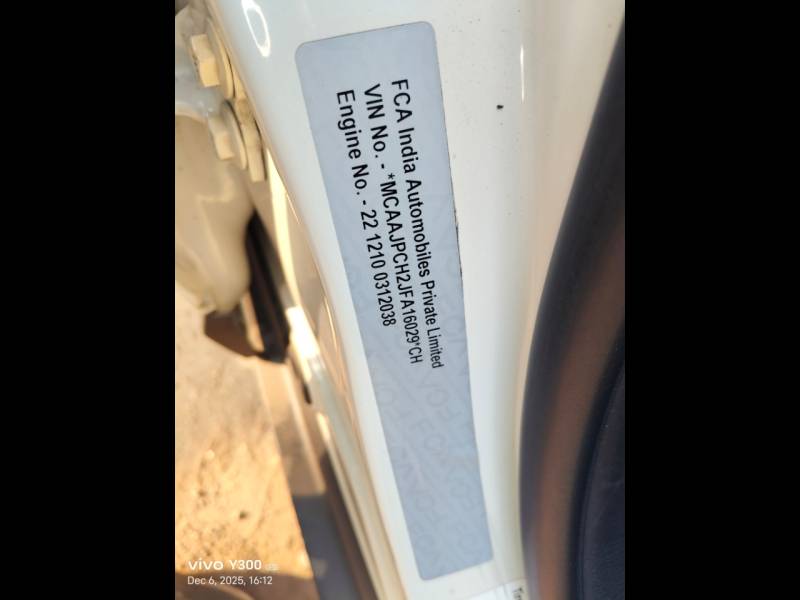 FCA India Automobiles Private Limited
VIN No. - *MCAAJPCH2JFA16029*CH
Engine No. - 22 1210 0312038
vivo Y300 5G
Dec 6, 2025, 16:12